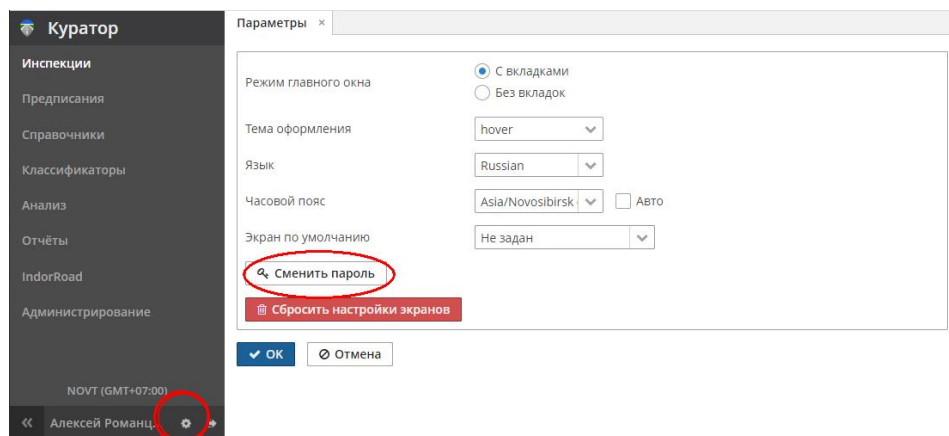 Куратор
Инспекции
Предписания
Справочники
Классификаторы
Анализ
Отчёты
IndorRoad
Администрирование
NOVT (GMT+07:00)
Алексей Романц...
Параметры ×
Режим главного окна
С вкладками
Без вкладок
Тема оформления
hover
Язык
Russian
Часовой пояс
Asia/Novosibirsk
Авто
Экран по умолчанию
Не задан
Сменить пароль
Сбросить настройки экранов
OK
Отмена